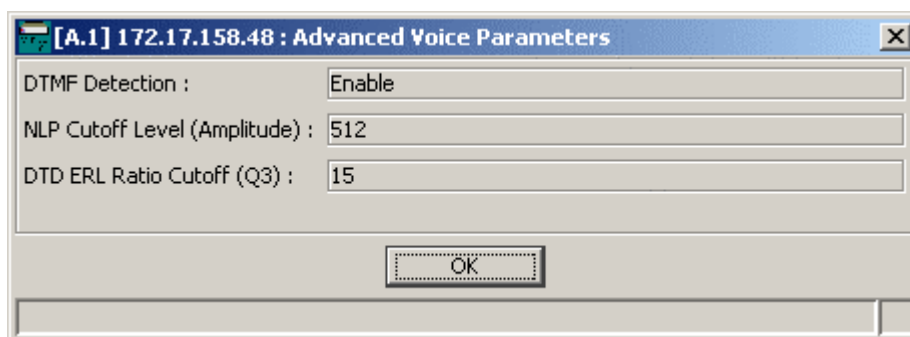 [A.1] 172.17.158.48 : Advanced Voice Parameters
DTMF Detection : Enable
NLP Cutoff Level (Amplitude) : 512
DTD ERL Ratio Cutoff (Q3) : 15
OK